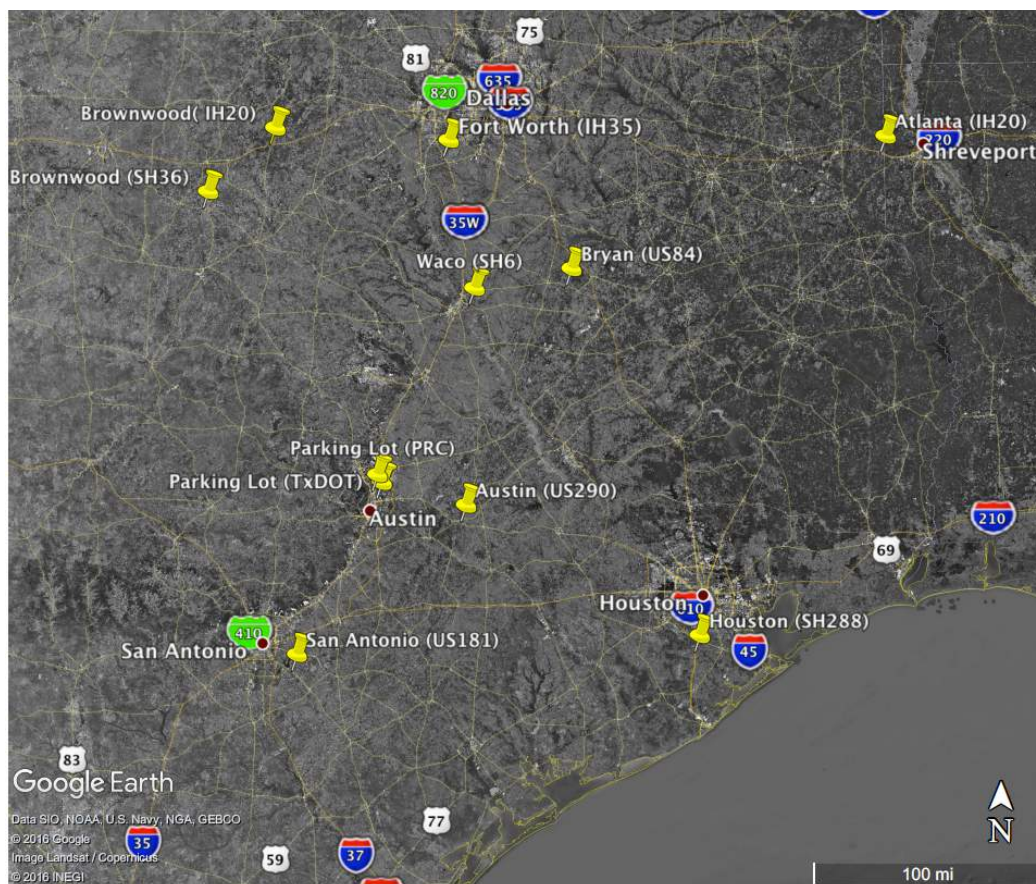 75
81
635
820
Dallas
Brownwood( IH20)
Fort Worth (IH35)
Atlanta (IH20)
220
Shreveport
Brownwood (SH36)
35W
Bryan (US84)
Waco (SH6)
Parking Lot (PRC)
Parking Lot (TxDOT)
Austin (US290)
Austin
210
69
Houston
610
Houston (SH288)
410
San Antonio
San Antonio (US181)
45
83
Google Earth
77
Data SIO, NOAA, U.S. Navy, NGA, GEBCO
© 2016 Google
Image Landsat / Copernicus
© 2016 INEGI
35
59
37
N
100 mi